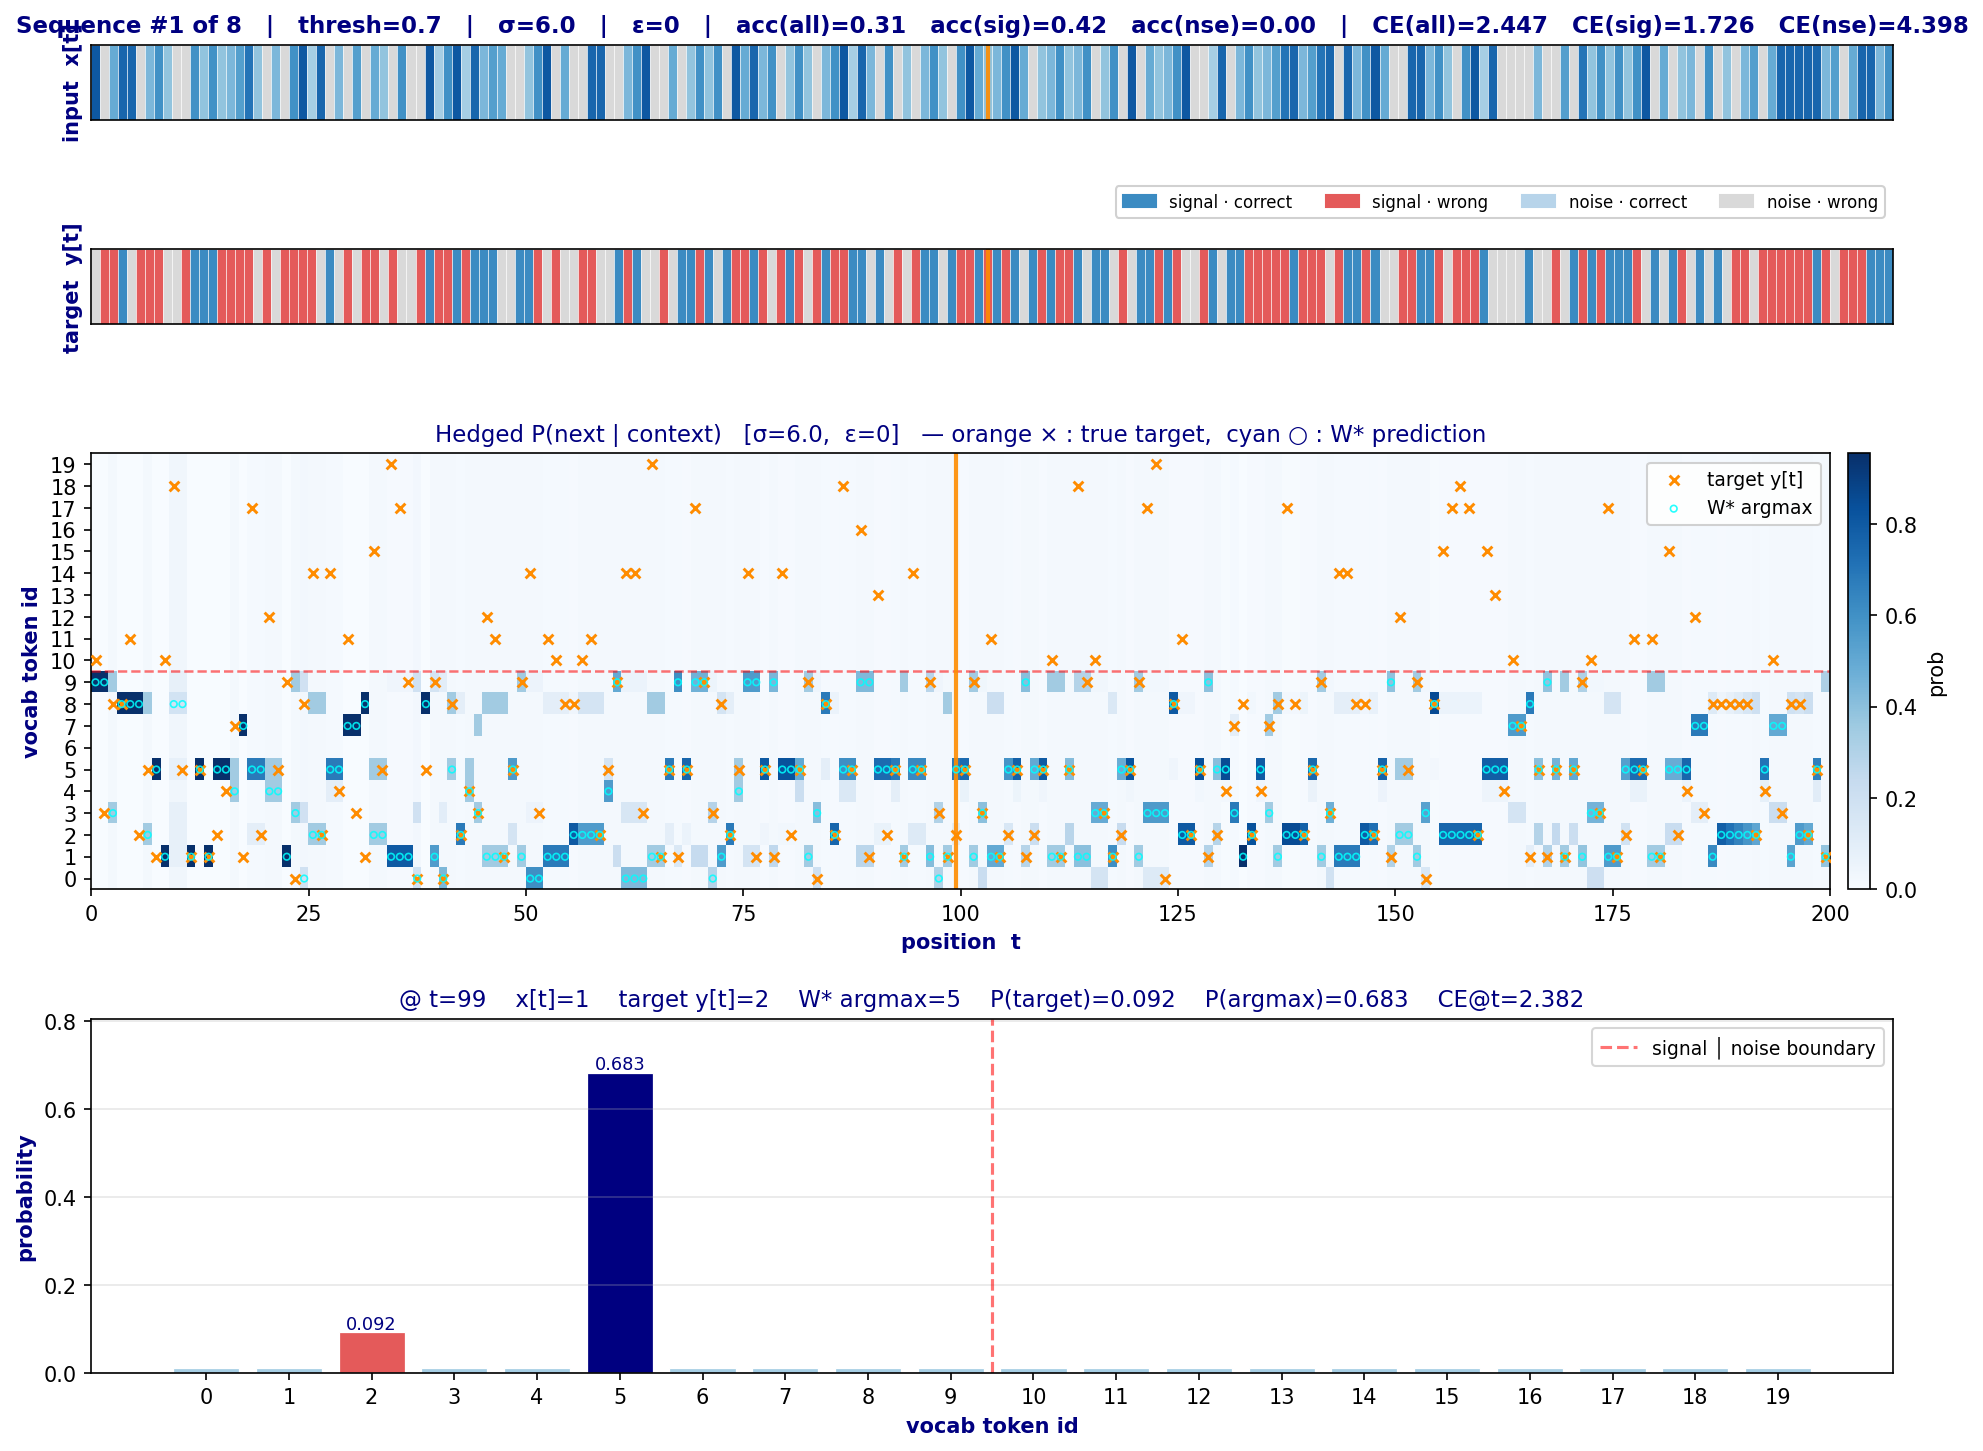 Sequence #1 of 8 | thresh=0.7 | σ=6.0 | ε=0 | acc(all)=0.31 acc(sig)=0.42 acc(nse)=0.00 | CE(all)=2.447 CE(sig)=1.726 CE(nse)=4.398
input x[t]
signal · correct
signal · wrong
noise · correct
noise · wrong
target y[t]
Hedged P(next | context) [σ=6.0, ε=0] — orange × : true target, cyan ○ : W* prediction
target y[t]
W* argmax
vocab token id
19
18
17
16
15
14
13
12
11
10
9
8
7
6
5
4
3
2
1
0
0 25 50 75 100 125 150 175 200
position t
0.8
0.6
0.4
0.2
0.0
prob
@ t=99 x[t]=1 target y[t]=2 W* argmax=5 P(target)=0.092 P(argmax)=0.683 CE@t=2.382
signal | noise boundary
probability
0.8
0.6
0.4
0.2
0.0
0.683
0.092
0 1 2 3 4 5 6 7 8 9 10 11 12 13 14 15 16 17 18 19
vocab token id